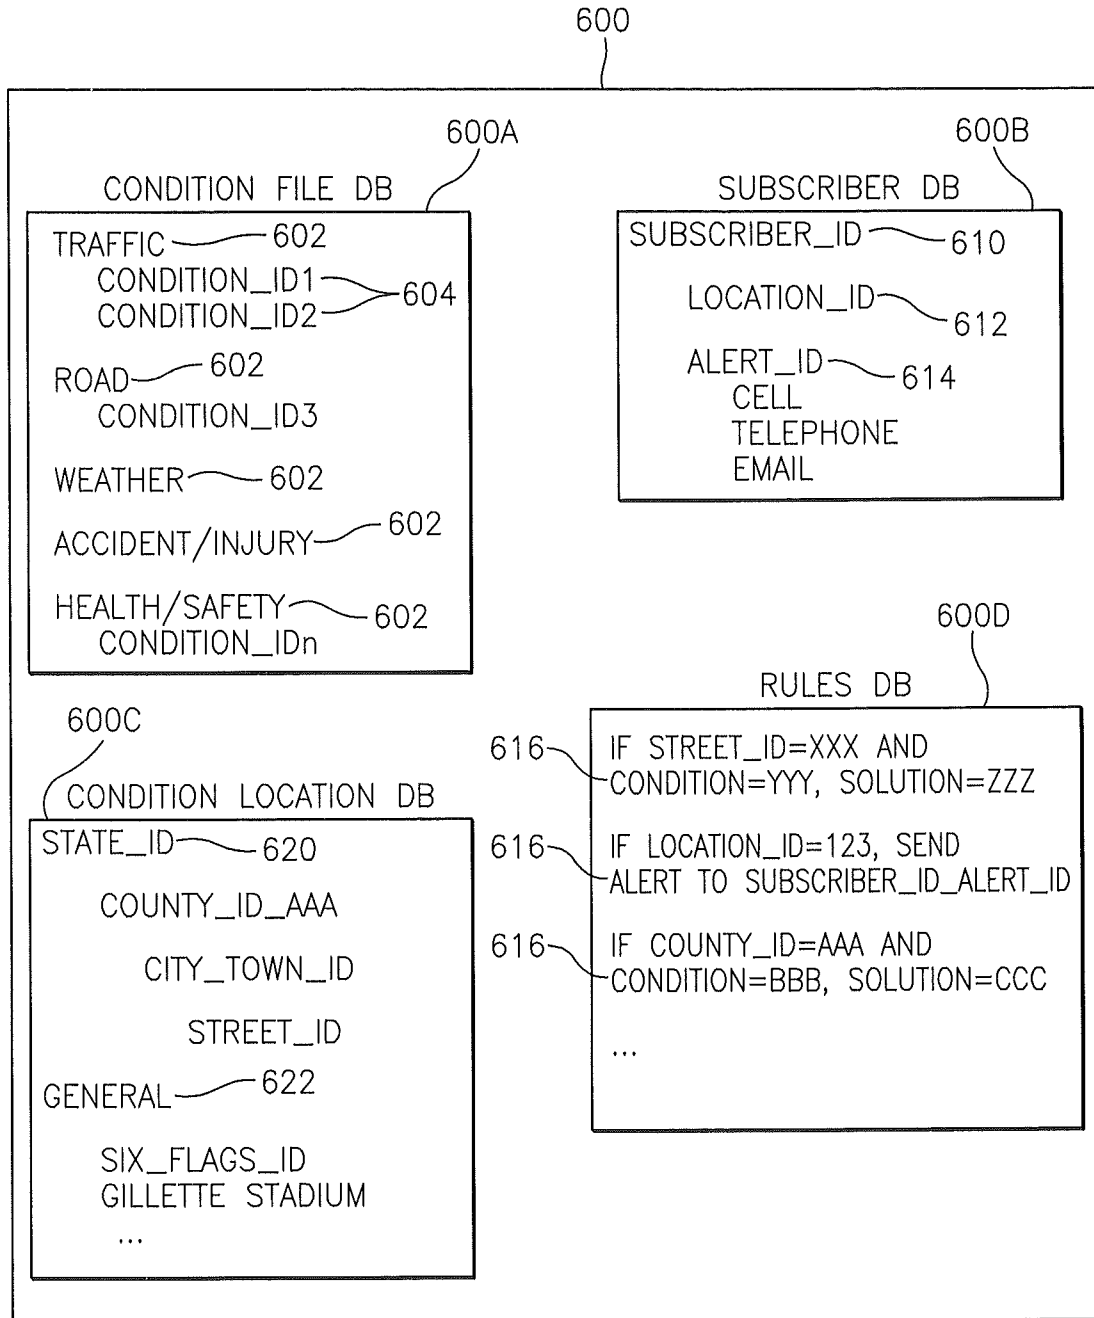 600
600A
CONDITION FILE DB
TRAFFIC 602
CONDITION_ID1
604
CONDITION_ID2
ROAD 602
CONDITION_ID3
WEATHER 602
ACCIDENT/INJURY 602
HEALTH/SAFETY 602
CONDITION_IDn
600B
SUBSCRIBER DB
SUBSCRIBER_ID 610
LOCATION_ID 612
ALERT_ID 614
CELL
TELEPHONE
EMAIL
600C
CONDITION LOCATION DB
STATE_ID 620
COUNTY_ID_AAA
CITY_TOWN_ID
STREET_ID
GENERAL 622
SIX_FLAGS_ID
GILLETTE STADIUM
...
600D
RULES DB
IF STREET_ID=XXX AND
616 CONDITION=YYY, SOLUTION=ZZZ
IF LOCATION_ID=123, SEND
616 ALERT TO SUBSCRIBER_ID_ALERT_ID
IF COUNTY_ID=AAA AND
616 CONDITION=BBB, SOLUTION=CCC
...